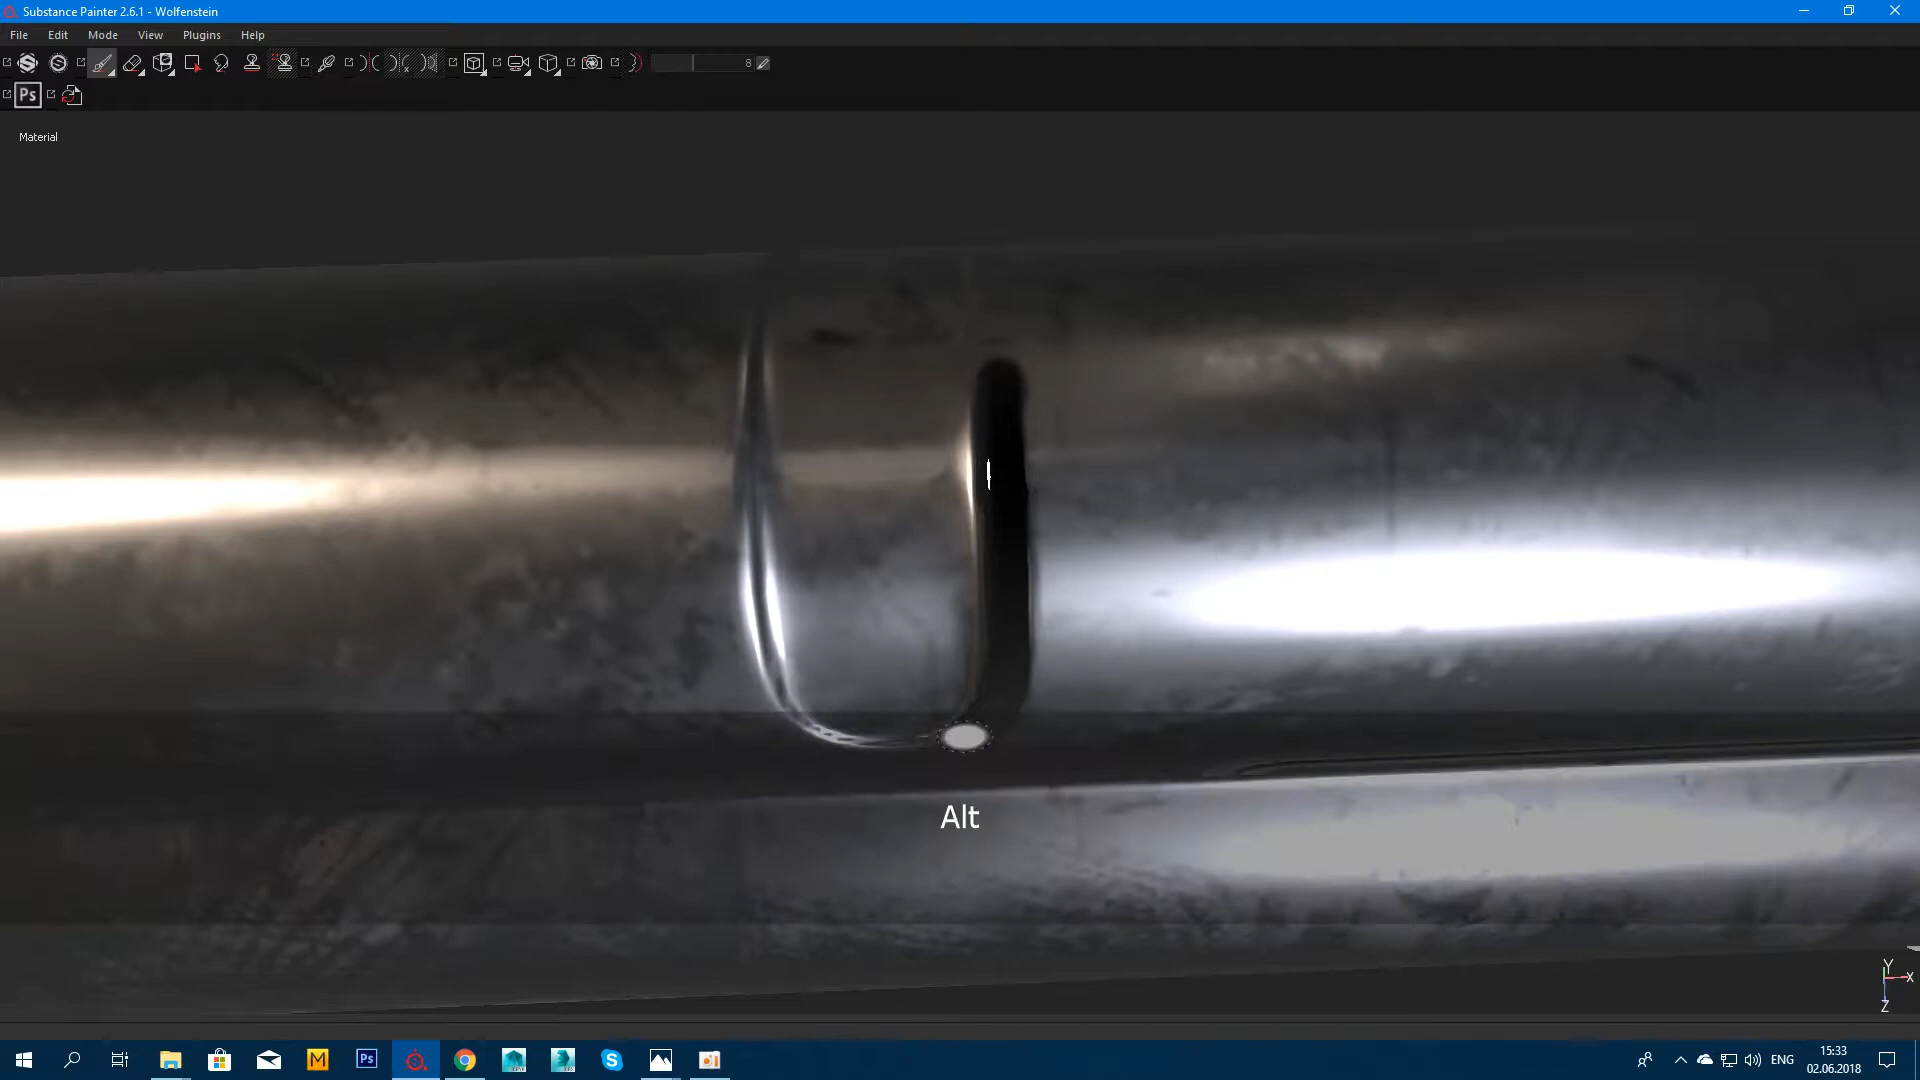 Substance Painter 2.6.1 - Wolfenstein
File Edit Mode View Plugins Help
8
Ps
Material
Alt
Y
X
Z
M
Ps
ENG
15:33
02.06.2018